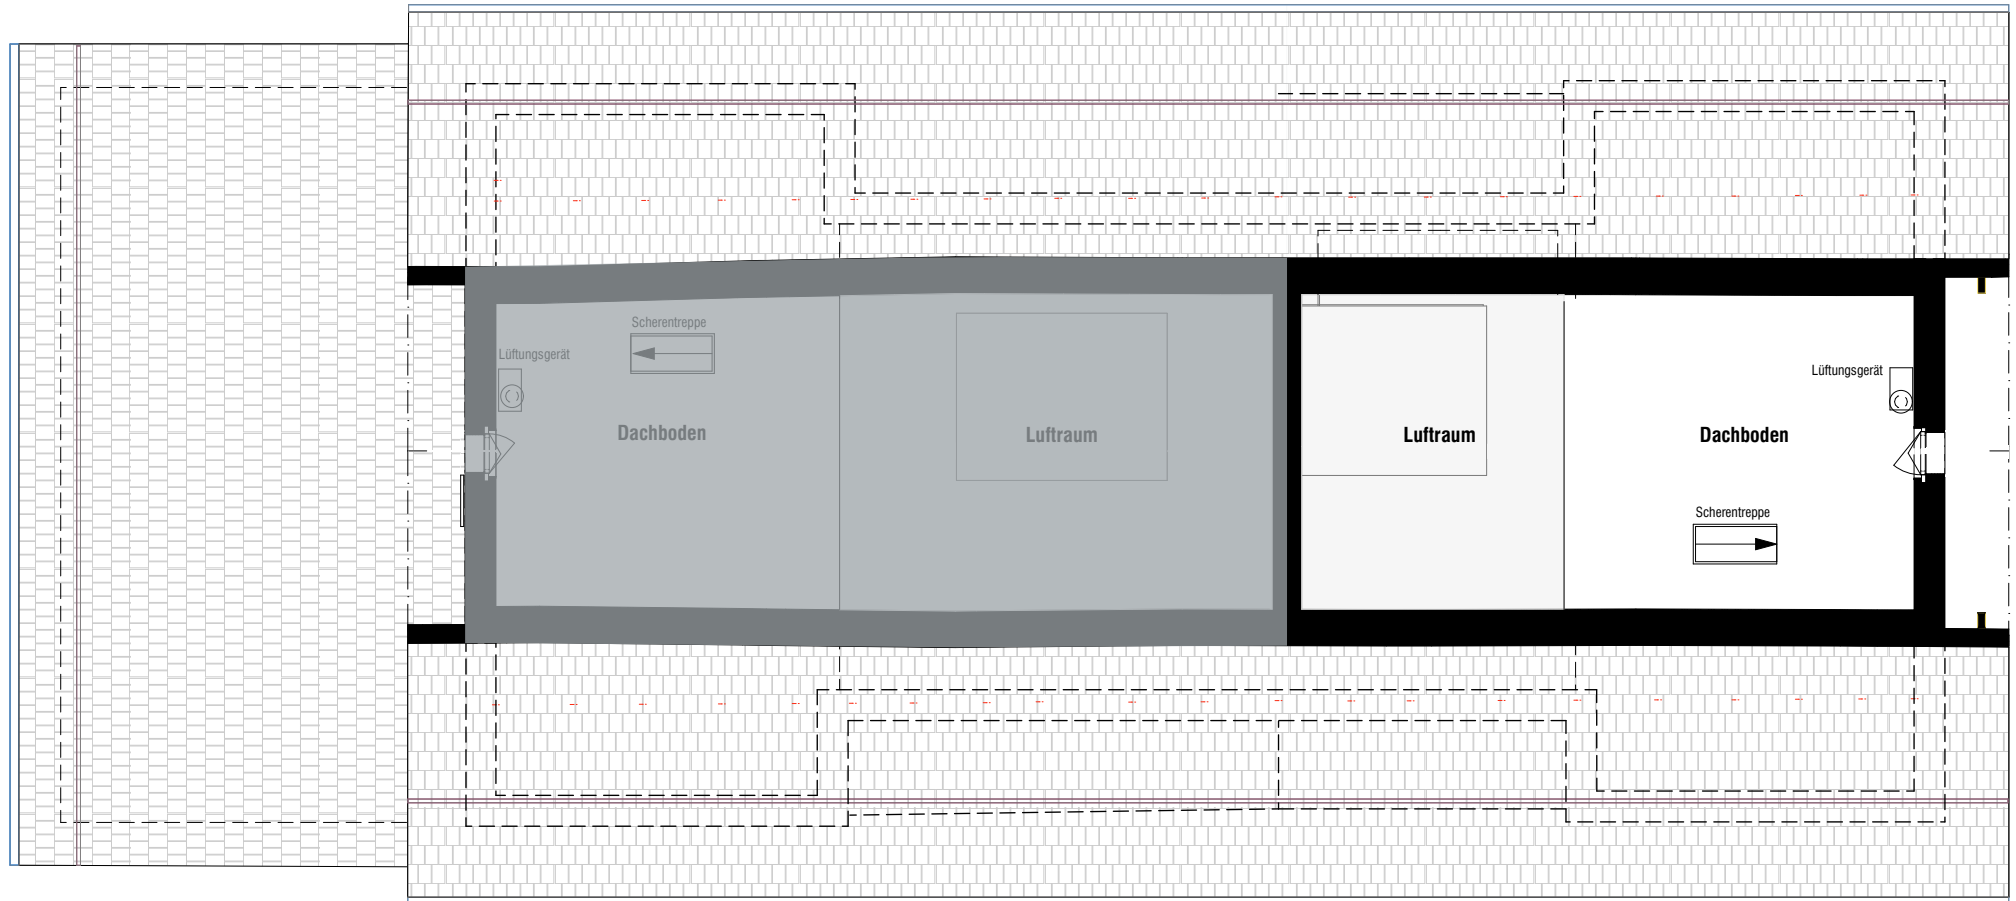 Scherentreppe
Lüftungsgerät
Dachboden
Luftraum
Luftraum
Lüftungsgerät
Dachboden
Scherentreppe